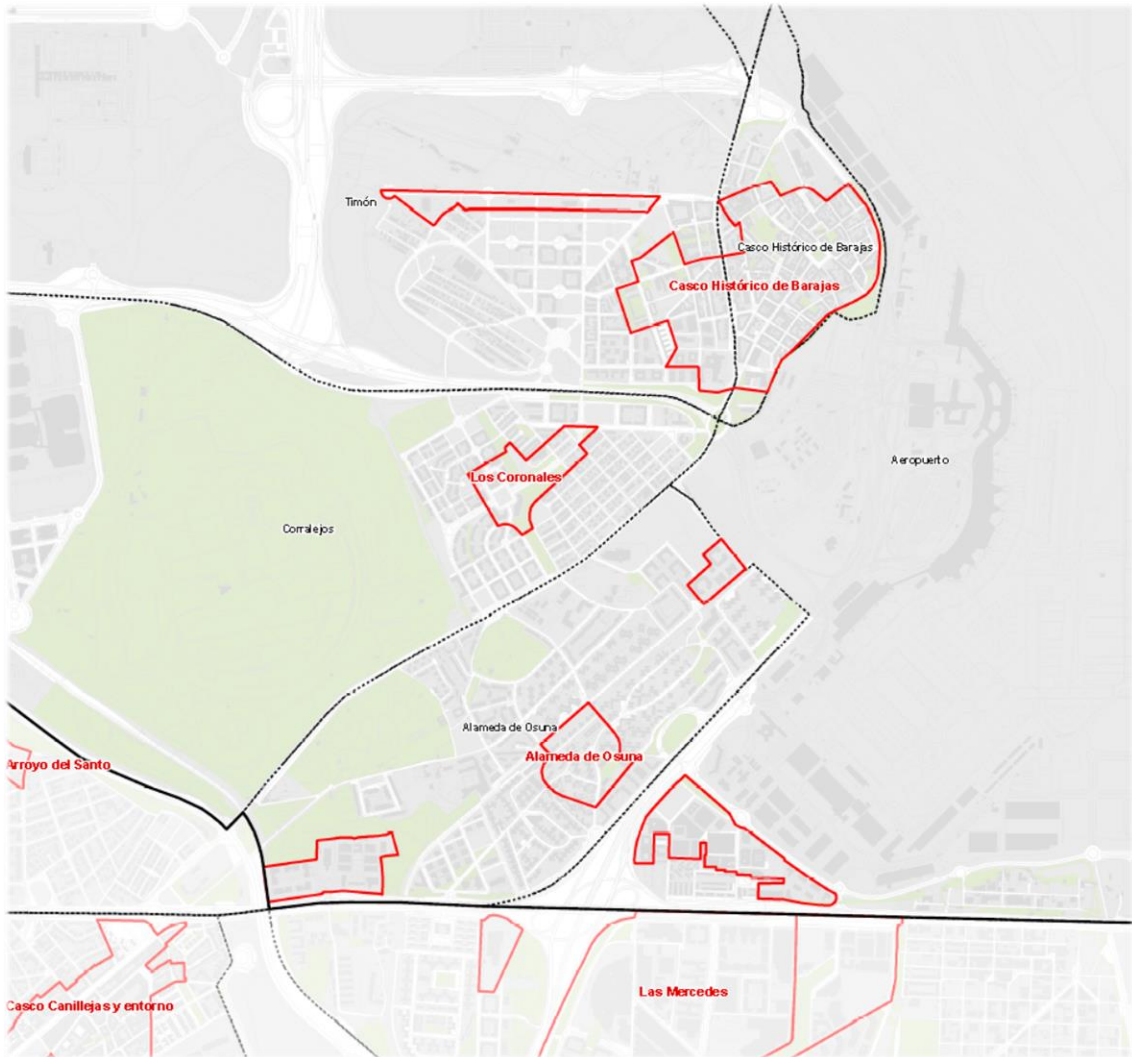 Timón
Casco Histórico de Barajas
Casco Histórico de Barajas
Aeropuerto
Los Coronales
Corralejos
Alameda de Osuna
Alameda de Osuna
Arroyo del Santo
Las Mercedes
Casco Canillejas y entorno